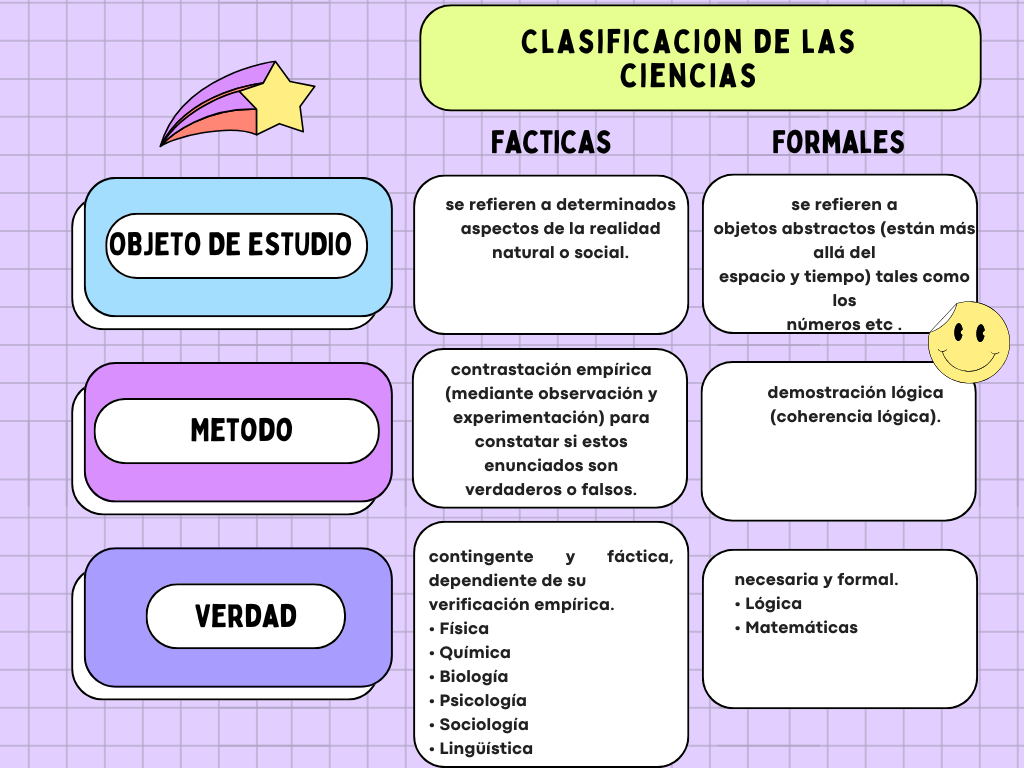 CLASIFICACION DE LAS
CIENCIAS
FACTICAS
FORMALES
OBJETO DE ESTUDIO
se refieren a determinados
aspectos de la realidad
natural o social.
se refieren a
objetos abstractos (están más
allá del
espacio y tiempo) tales como
los
números etc .
METODO
contrastación empírica
(mediante observación y
experimentación) para
constatar si estos
enunciados son
verdaderos o falsos.
demostración lógica
(coherencia lógica).
VERDAD
contingente y fáctica,
dependiente de su
verificación empírica.
• Física
• Química
• Biología
• Psicología
• Sociología
• Lingüística
necesaria y formal.
• Lógica
• Matemáticas